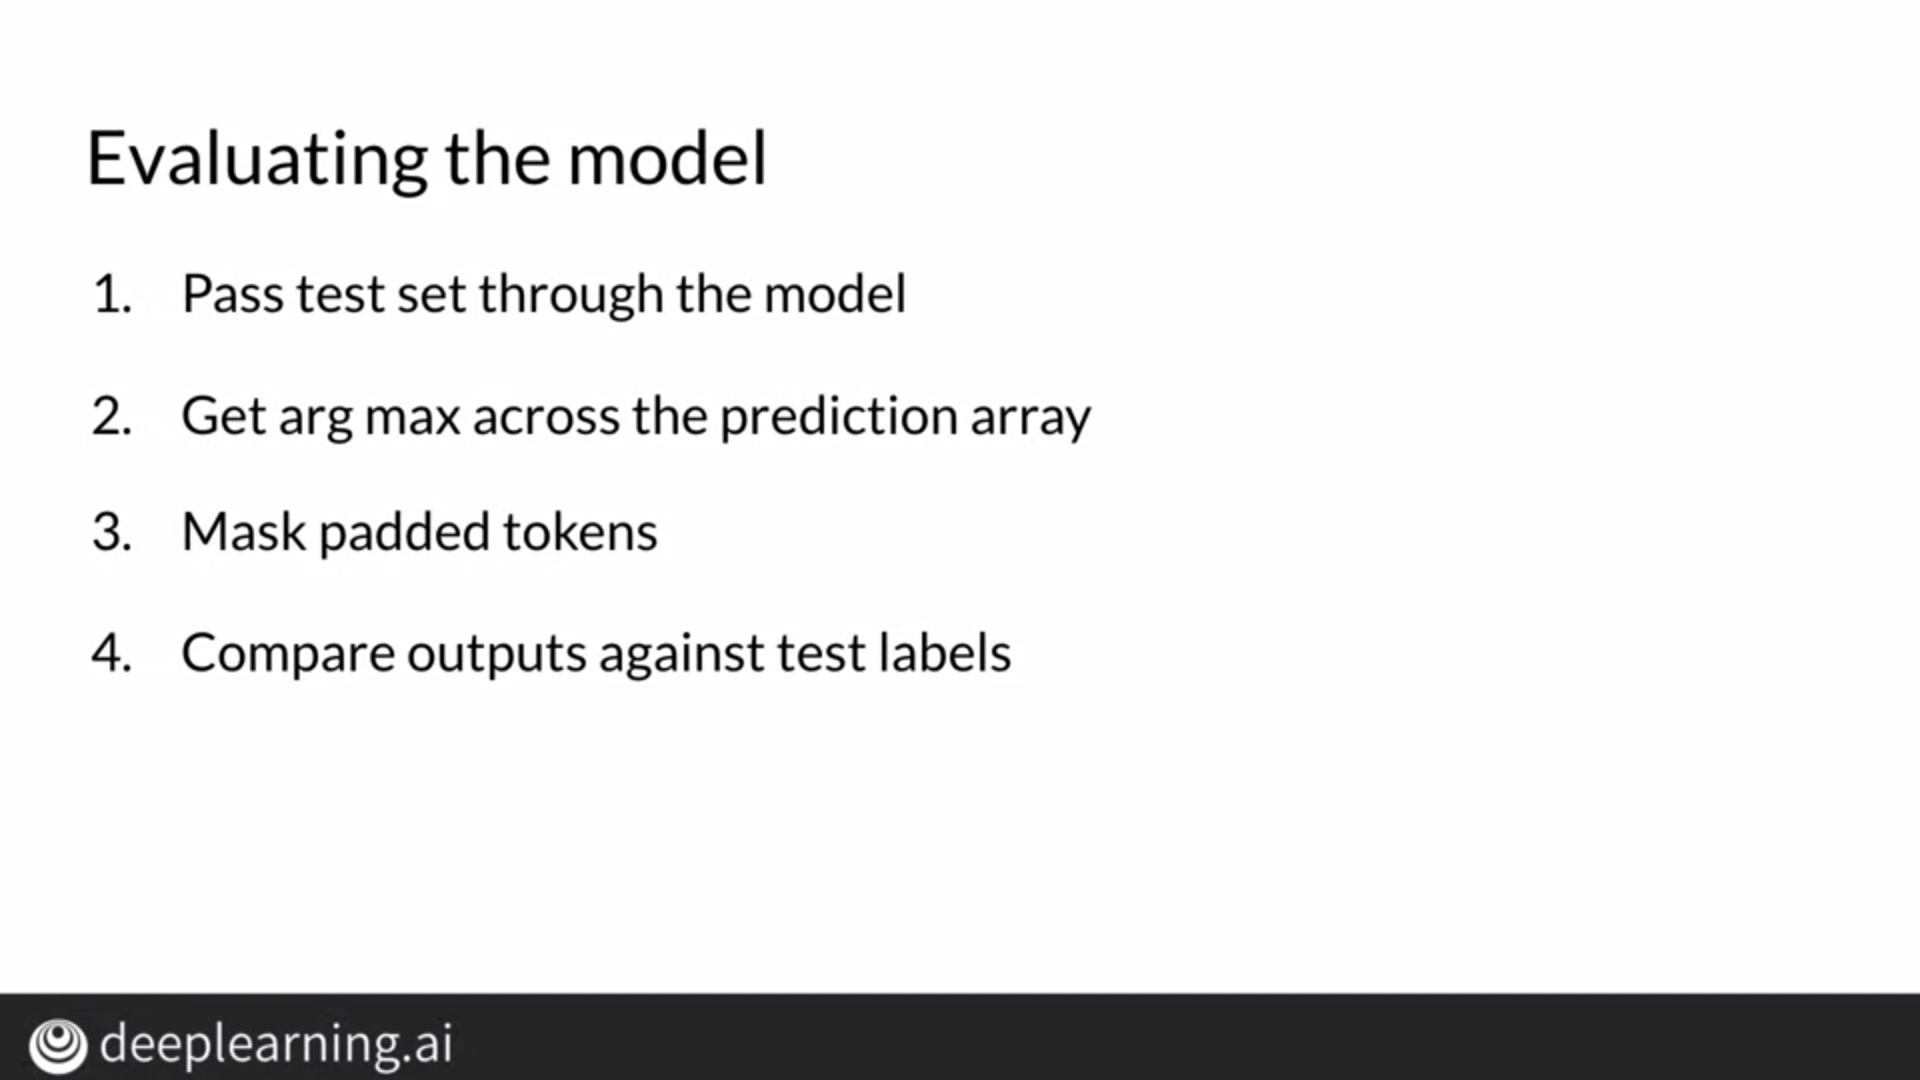 Evaluating the model
1. Pass test set through the model
2. Get arg max across the prediction array
3. Mask padded tokens
4. Compare outputs against test labels
deeplearning.ai